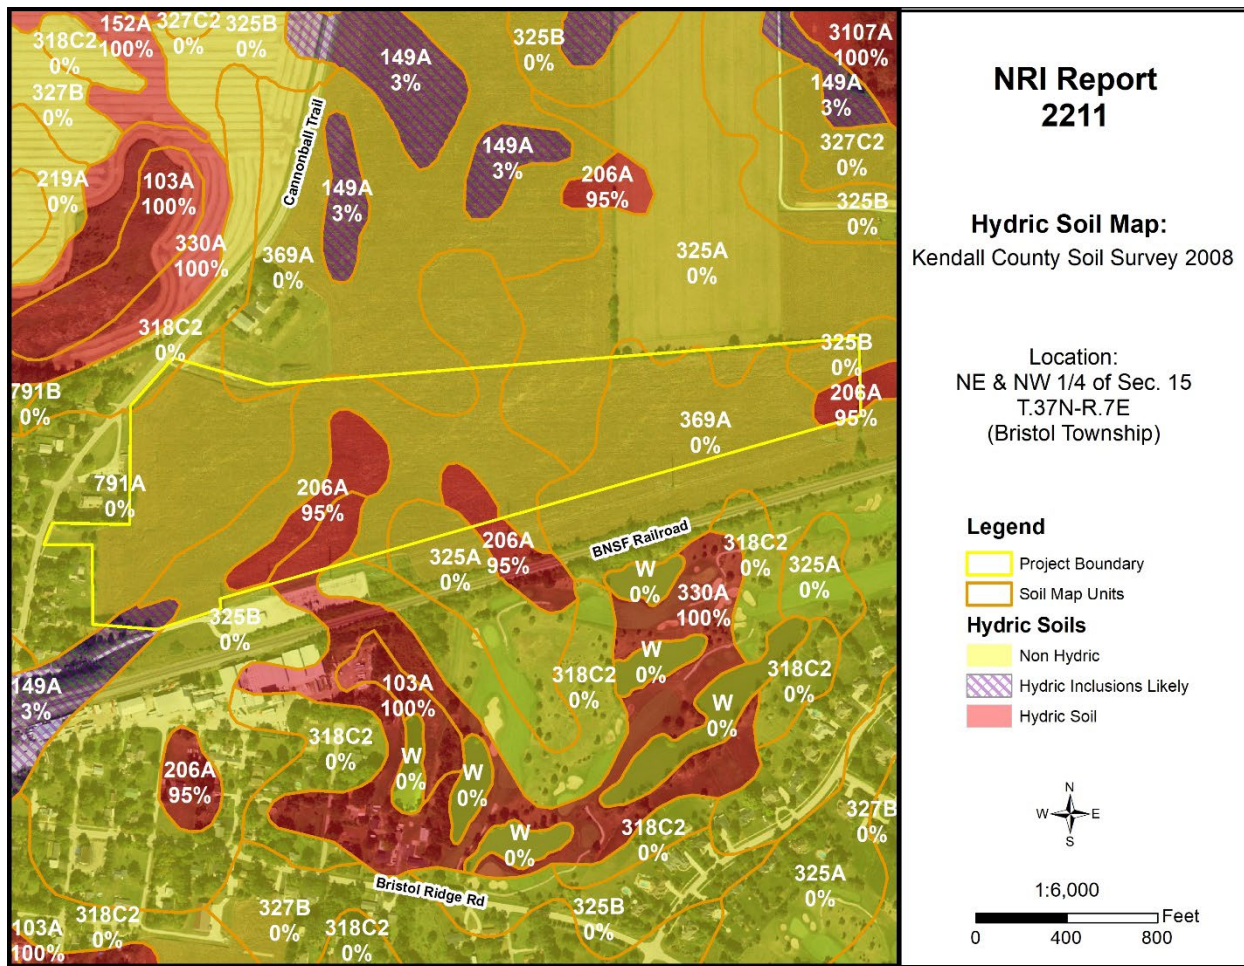 152A
100%
327C2
0%
325B
0%
318C2
0%
327B
0%
149A
3%
325B
0%
3107A
100%
149A
3%
327C2
0%
325B
0%
219A
0%
103A
100%
330A
100%
Cannonball Trail
149A
3%
149A
3%
206A
95%
369A
0%
325A
0%
318C2
0%
325B
0%
791B
0%
206A
95%
369A
0%
791A
0%
206A
95%
206A
95%
325A
0%
BNSF Railroad
318C2
0%
325A
0%
W
0%
330A
100%
325B
0%
W
0%
318C2
0%
318C2
0%
149A
3%
103A
100%
W
0%
318C2
0%
W
0%
W
0%
206A
95%
W
0%
318C2
0%
327B
0%
Bristol Ridge Rd
325A
0%
103A
100%
318C2
0%
327B
0%
318C2
0%
325B
0%
NRI Report
2211
Hydric Soil Map:
Kendall County Soil Survey 2008
Location:
NE & NW 1/4 of Sec. 15
T.37N-R.7E
(Bristol Township)
Legend
Project Boundary
Soil Map Units
Hydric Soils
Non Hydric
Hydric Inclusions Likely
Hydric Soil
N
W E
S
1:6,000
Feet
0 400 800